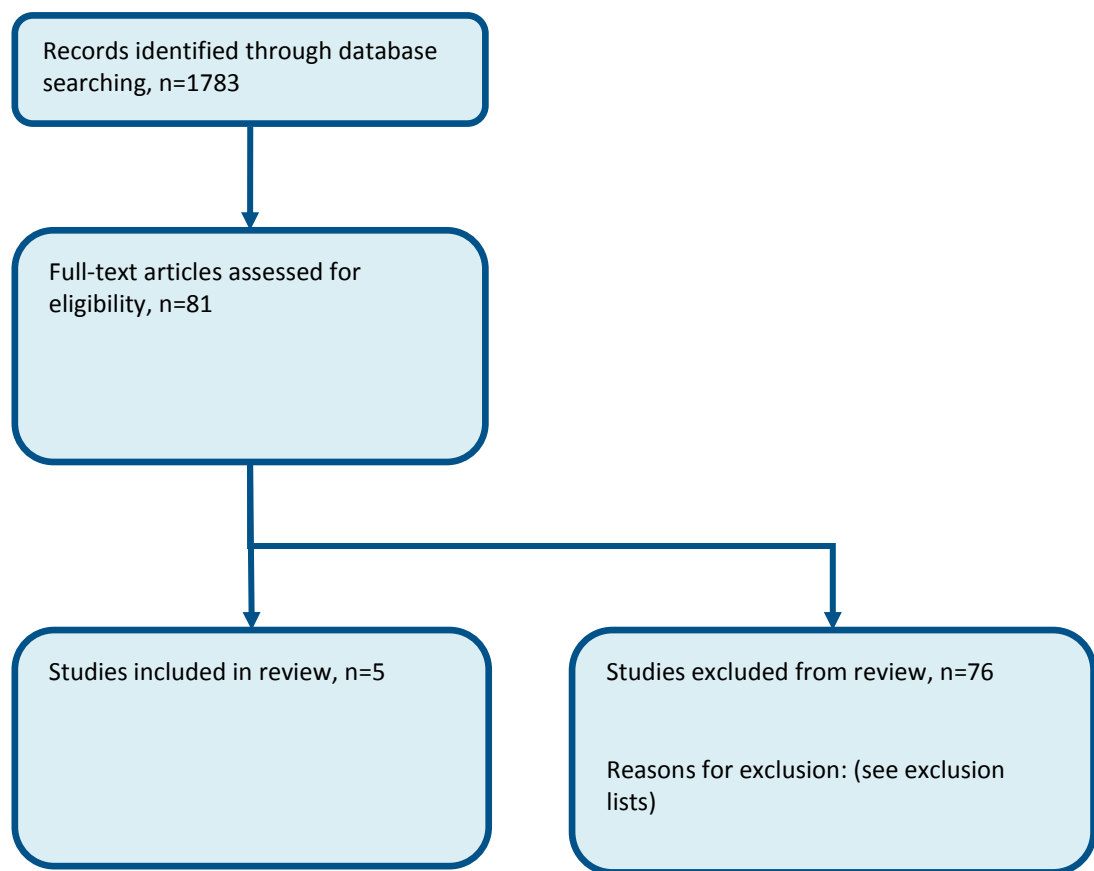 Records identified through database
searching, n=1783
Full-text articles assessed for
eligibility, n=81
Studies included in review, n=5
Studies excluded from review, n=76
Reasons for exclusion: (see exclusion
lists)